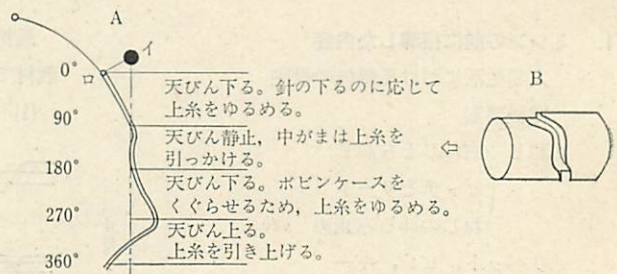 A
イ
ロ
0°
天びん下る。針の下るのに応じて
上糸をゆるめる。
90°
天びん静止，中がまは上糸を
引っかける。
180°
天びん下る。ボビンケースを
くぐらせるため，上糸をゆるめる。
270°
天びん上る。
上糸を引き上げる。
360°
B